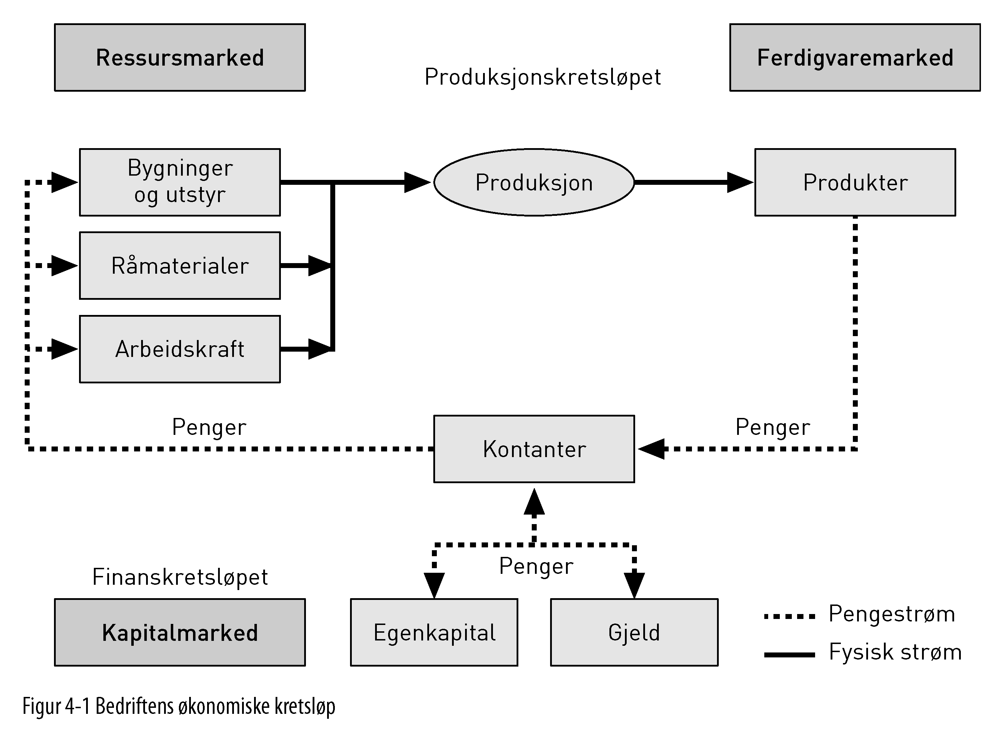 Ressursmarked
Ferdigvaremarked
Produksjonskretsløpet
Bygninger
og utstyr
Produksjon
Produkter
Råmaterialer
Arbeidskraft
Penger
Penger
Kontanter
Penger
Finanskretsløpet
Kapitalmarked
Egenkapital
Gjeld
Pengestrøm
Fysisk strøm
Figur 4-1 Bedriftens økonomiske kretsløp